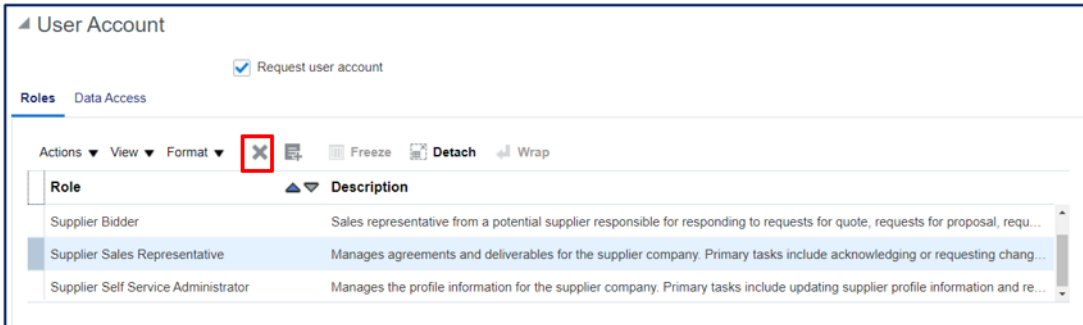 User Account
Request user account
Roles Data Access
Actions View Format Freeze Detach Wrap
Role Description
Supplier Bidder Sales representative from a potential supplier responsible for responding to requests for quote, requests for proposal, requ...
Supplier Sales Representative Manages agreements and deliverables for the supplier company. Primary tasks include acknowledging or requesting chang...
Supplier Self Service Administrator Manages the profile information for the supplier company. Primary tasks include updating supplier profile information and re...